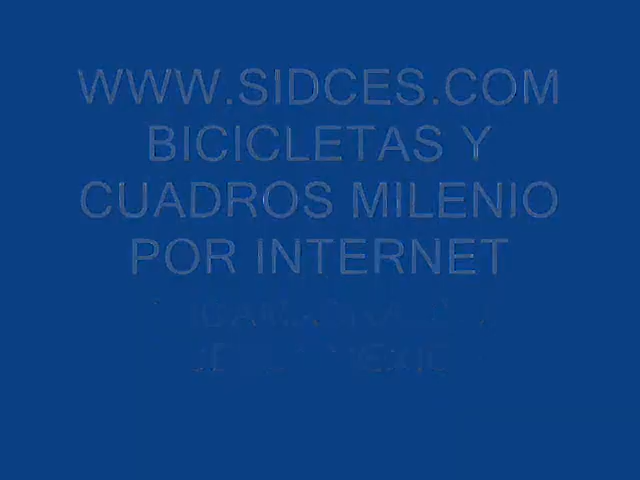 WWW.SIDCES.COM
BICICLETAS Y
CUADROS MILENIO
POR INTERNET